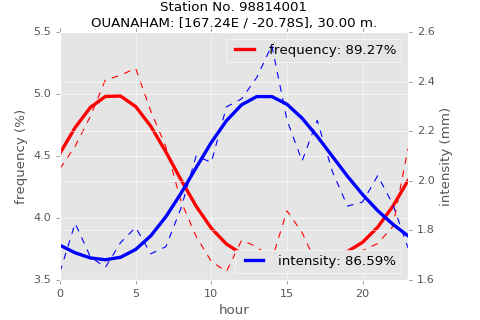 Station No. 98814001
OUANAHAM: [167.24E / -20.78S], 30.00 m.
5.5
5.0
4.5
4.0
3.5
frequency (%)
2.6
2.4
2.2
2.0
1.8
1.6
intensity (mm)
frequency: 89.27%
intensity: 86.59%
0
5
10
15
20
hour